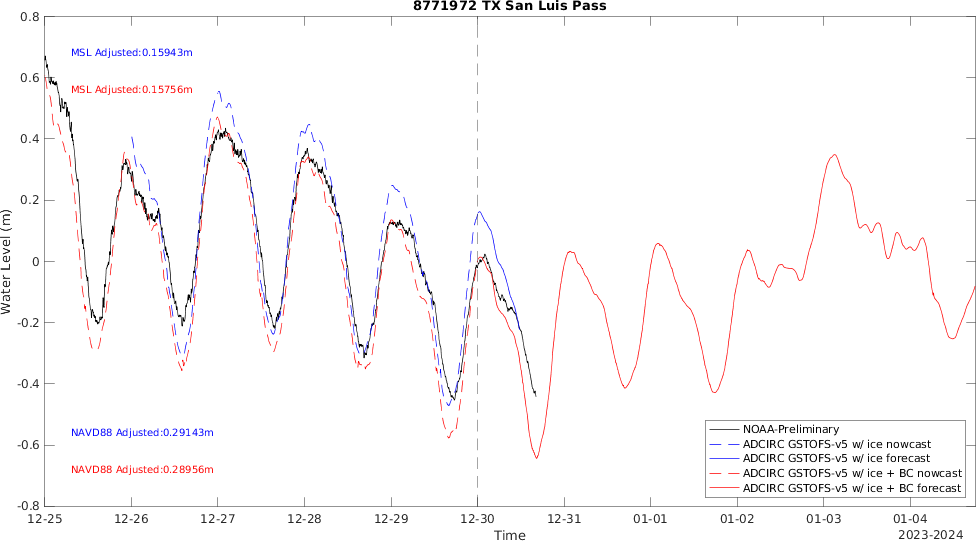 8771972 TX San Luis Pass
0.8
0.6
0.4
0.2
0
-0.2
-0.4
-0.6
-0.8
Water Level (m)
MSL Adjusted:0.15943m
MSL Adjusted:0.15756m
NAVD88 Adjusted:0.29143m
NAVD88 Adjusted:0.28956m
NOAA-Preliminary
ADCIRC GSTOFS-v5 w/ ice nowcast
ADCIRC GSTOFS-v5 w/ ice forecast
ADCIRC GSTOFS-v5 w/ ice + BC nowcast
ADCIRC GSTOFS-v5 w/ ice + BC forecast
12-25 12-26 12-27 12-28 12-29 12-30 12-31 01-01 01-02 01-03 01-04
Time
2023-2024